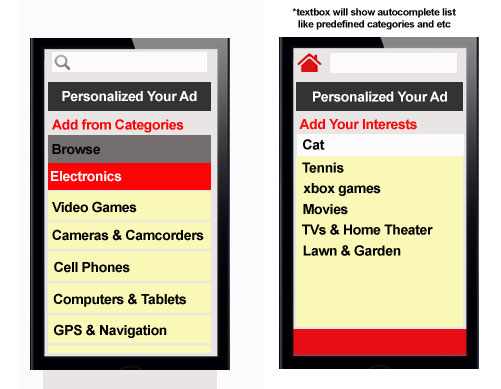 *textbox will show autocomplete list
like predefined categories and etc
Personalized Your Ad
Add from Categories
Browse
Electronics
Video Games
Cameras & Camcorders
Cell Phones
Computers & Tablets
GPS & Navigation
Personalized Your Ad
Add Your Interests
Cat
Tennis
xbox games
Movies
TVs & Home Theater
Lawn & Garden